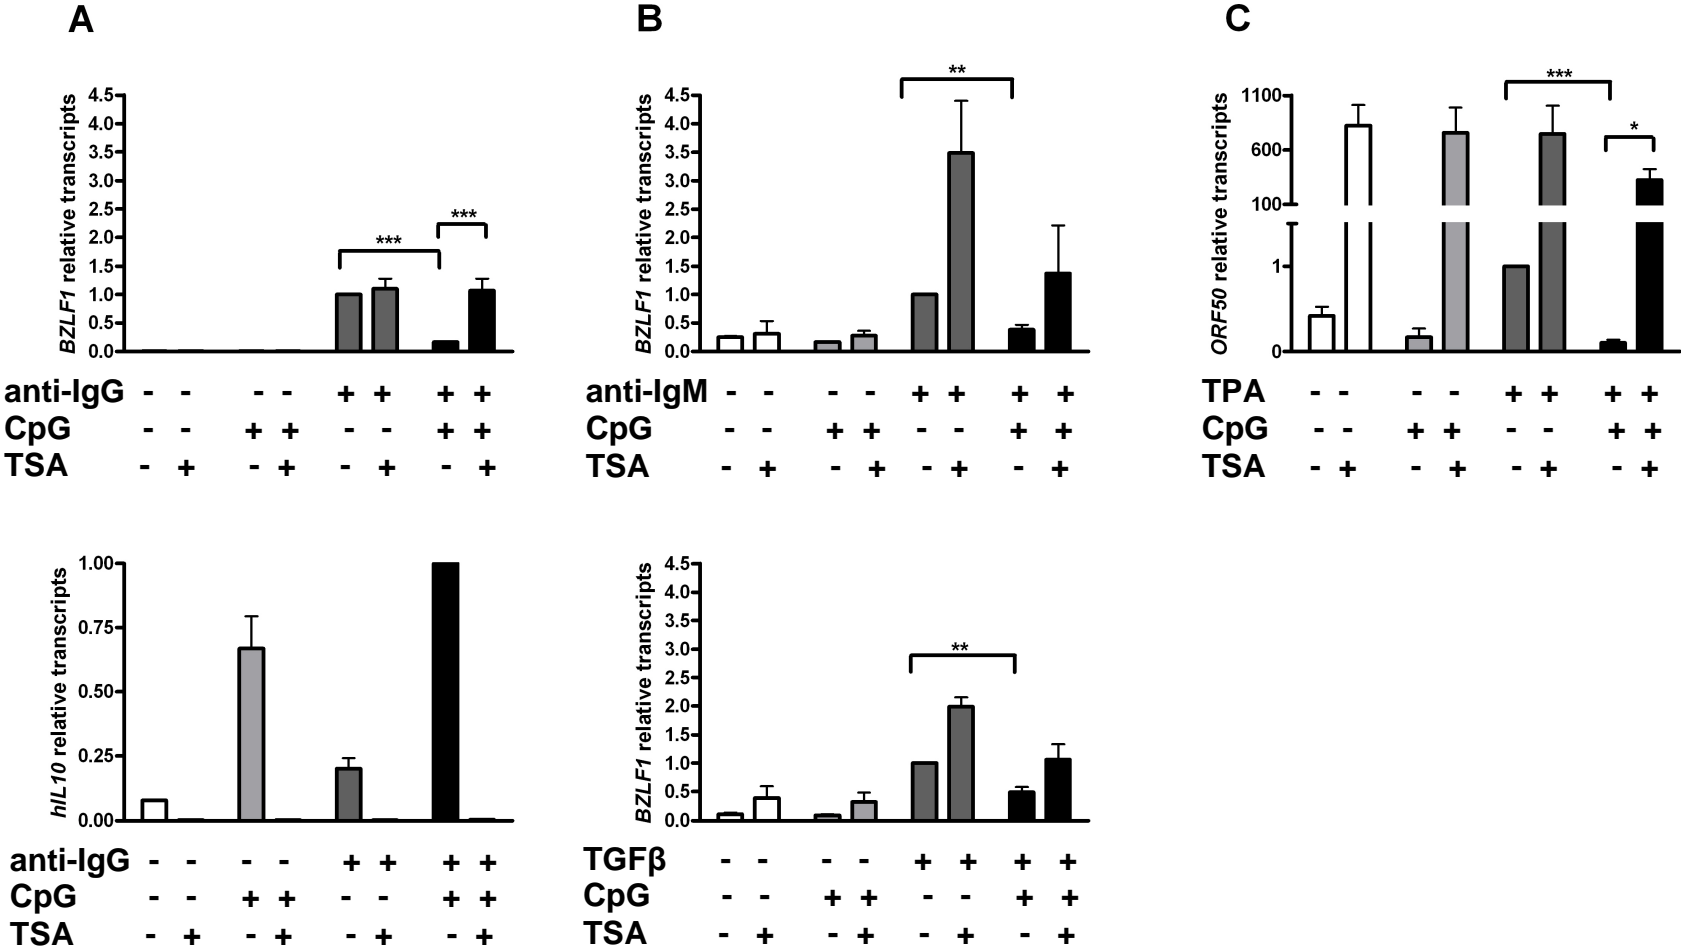 A
BZLF1 relative transcripts
4.5
4.0
3.5
3.0
2.5
2.0
1.5
1.0
0.5
0.0
***
***
anti-IgG - - - - + + + +
CpG - - + + - - + +
TSA - + - + - + - +
hIL10 relative transcripts
1.00
0.75
0.50
0.25
0.00
anti-IgG - - - - + + + +
CpG - - + + - - + +
TSA - + - + - + - +
B
BZLF1 relative transcripts
4.5
4.0
3.5
3.0
2.5
2.0
1.5
1.0
0.5
0.0
**
anti-IgM - - - - + + + +
CpG - - + + - - + +
TSA - + - + - + - +
BZLF1 relative transcripts
4.5
4.0
3.5
3.0
2.5
2.0
1.5
1.0
0.5
0.0
**
TGFβ - - - - + + + +
CpG - - + + - - + +
TSA - + - + - + - +
C
ORF50 relative transcripts
1100
600
100
1
0
***
*
TPA - - - - + + + +
CpG - - + + - - + +
TSA - + - + - + - +